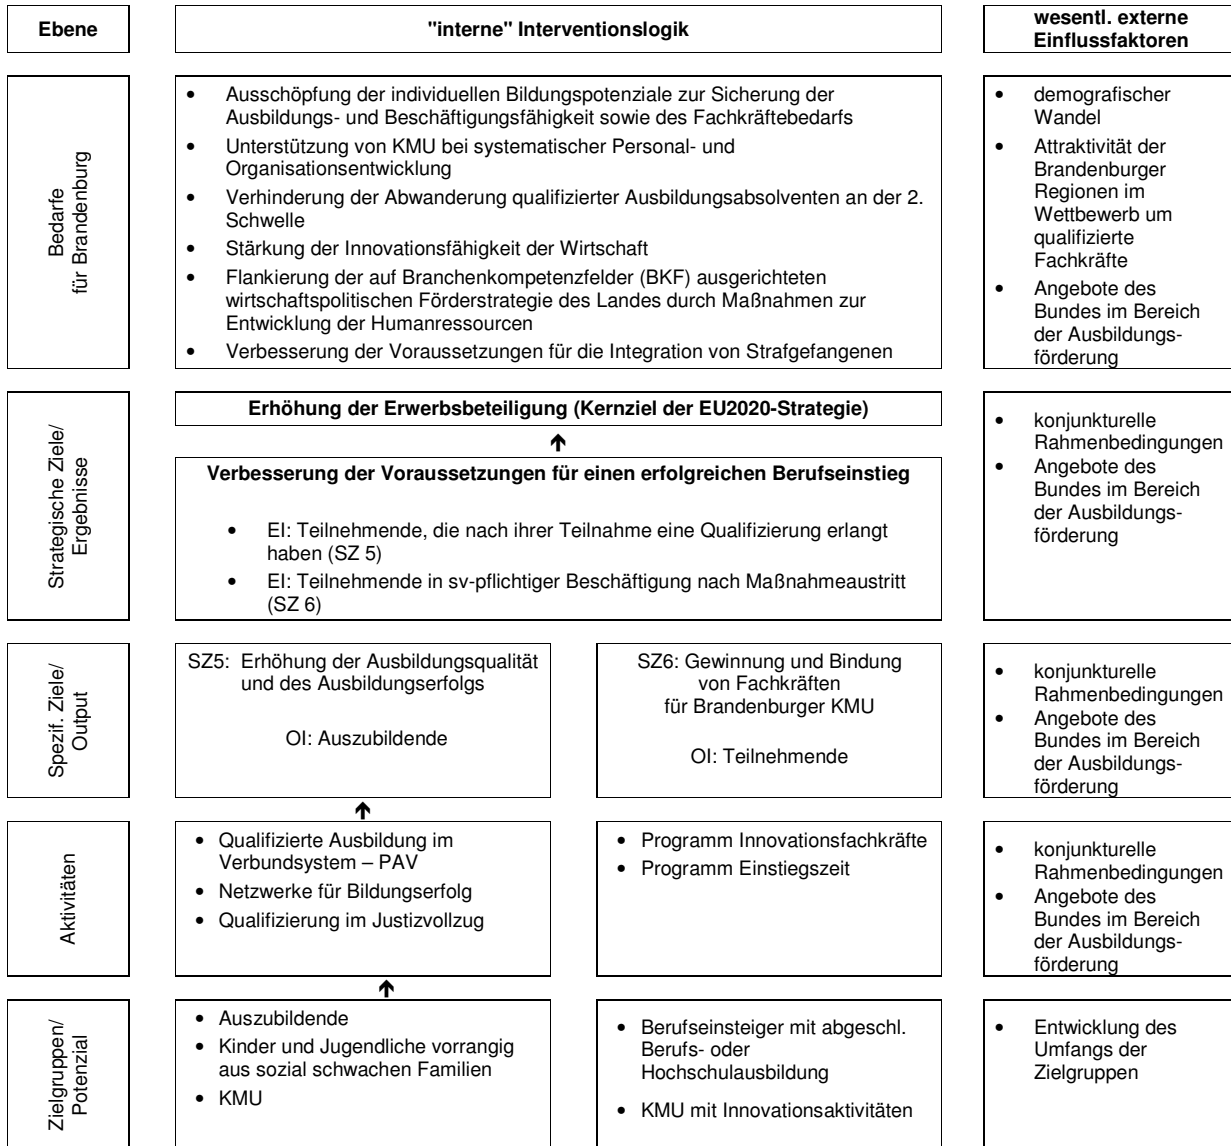 Ebene
"interne" Interventionslogik
wesentl. externe
Einflussfaktoren
Bedarfe
für Brandenburg
• Ausschöpfung der individuellen Bildungspotenziale zur Sicherung der
Ausbildungs- und Beschäftigungsfähigkeit sowie des Fachkräftebedarfs
• Unterstützung von KMU bei systematischer Personal- und
Organisationsentwicklung
• Verhinderung der Abwanderung qualifizierter Ausbildungsabsolventen an der 2.
Schwelle
• Stärkung der Innovationsfähigkeit der Wirtschaft
• Flankierung der auf Branchenkompetenzfelder (BKF) ausgerichteten
wirtschaftspolitischen Förderstrategie des Landes durch Maßnahmen zur
Entwicklung der Humanressourcen
• Verbesserung der Voraussetzungen für die Integration von Strafgefangenen
• demografischer
Wandel
• Attraktivität der
Brandenburger
Regionen im
Wettbewerb um
qualifizierte
Fachkräfte
• Angebote des
Bundes im Bereich
der Ausbildungs-
förderung
Strategische Ziele/
Ergebnisse
Erhöhung der Erwerbsbeteiligung (Kernziel der EU2020-Strategie)
Verbesserung der Voraussetzungen für einen erfolgreichen Berufseinstieg
• EI: Teilnehmende, die nach ihrer Teilnahme eine Qualifizierung erlangt
haben (SZ 5)
• EI: Teilnehmende in sv-pflichtiger Beschäftigung nach Maßnahmeaustritt
(SZ 6)
• konjunkturelle
Rahmenbedingungen
• Angebote des
Bundes im Bereich
der Ausbildungs-
förderung
Spezif. Ziele/
Output
SZ5: Erhöhung der Ausbildungsqualität
und des Ausbildungserfolgs
OI: Auszubildende
SZ6: Gewinnung und Bindung
von Fachkräften
für Brandenburger KMU
OI: Teilnehmende
• konjunkturelle
Rahmenbedingungen
• Angebote des
Bundes im Bereich
der Ausbildungs-
förderung
Aktivitäten
• Qualifizierte Ausbildung im
Verbundsystem – PAV
• Netzwerke für Bildungserfolg
• Qualifizierung im Justizvollzug
• Programm Innovationsfachkräfte
• Programm Einstiegszeit
• konjunkturelle
Rahmenbedingungen
• Angebote des
Bundes im Bereich
der Ausbildungs-
förderung
Zielgruppen/
Potenzial
• Auszubildende
• Kinder und Jugendliche vorrangig
aus sozial schwachen Familien
• KMU
• Berufseinsteiger mit abgeschl.
Berufs- oder
Hochschulausbildung
• KMU mit Innovationsaktivitäten
• Entwicklung des
Umfangs der
Zielgruppen